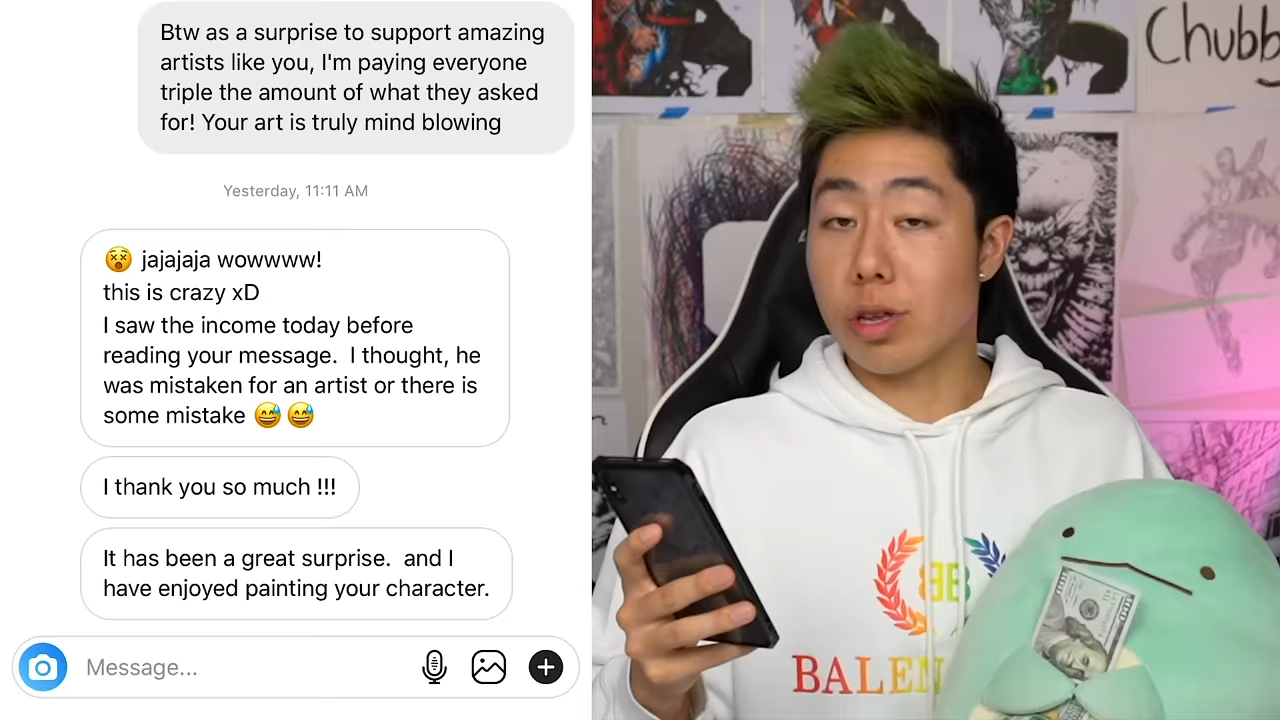 Btw as a surprise to support amazing
artists like you, I'm paying everyone
triple the amount of what they asked
for! Your art is truly mind blowing
Yesterday, 11:11 AM
😵 jajajaja wowwww!
this is crazy xD
I saw the income today before
reading your message.  I thought, he
was mistaken for an artist or there is
some mistake 😅 😅
I thank you so much !!!
It has been a great surprise.  and I
have enjoyed painting your character.
Message...
Chubb
BB
BALEN
100